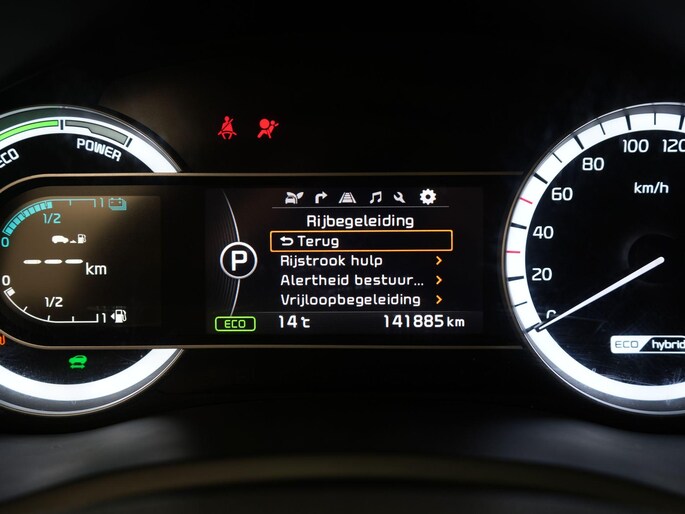 ECO
POWER
1
1/2
0
--- km
0
1/2
1
Rijbegeleiding
Terug
Rijstrook hulp
Alertheid bestuur...
Vrijloopbegeleiding
P
ECO
14℃
141885 km
0
20
40
60
80
100
120
km/h
ECO hybrid